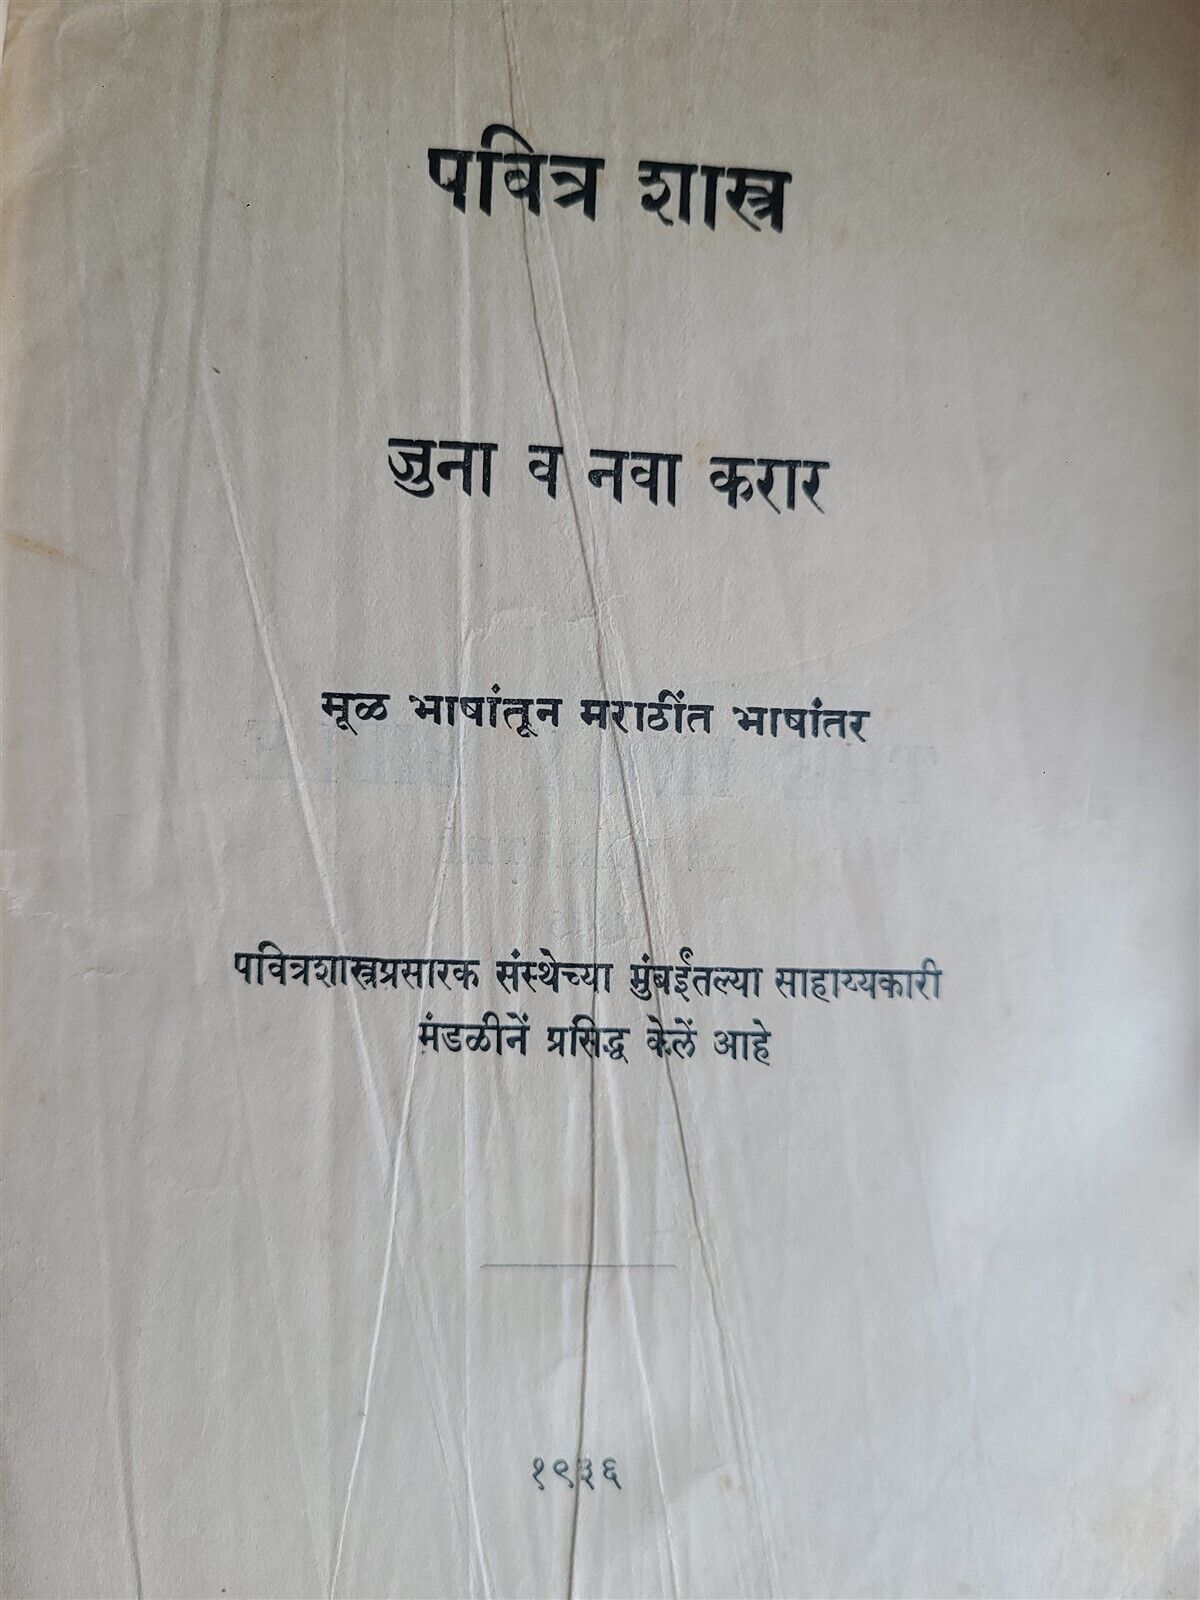 पवित्र शास्त्र
जुना व नवा करार
मूळ भाषांतून मराठींत भाषांतर
पवित्रशास्त्रप्रसारक संस्थेच्या मुंबईंतल्या साहाय्यकारी
मंडळीनें प्रसिद्ध केलें आहे
१९३६